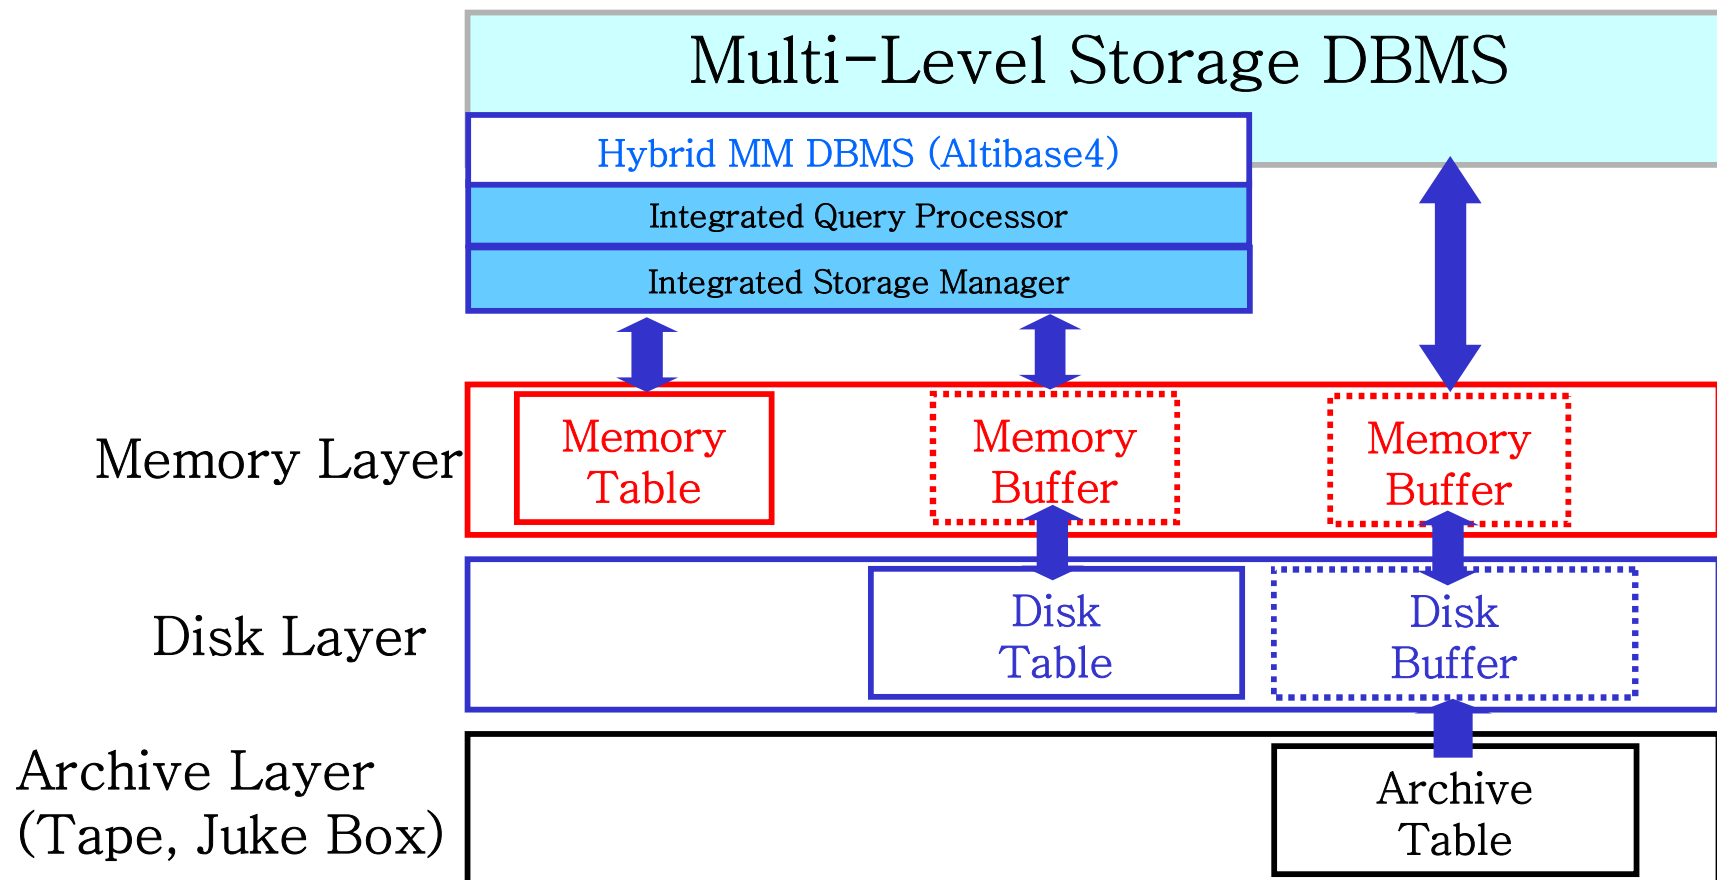 Multi-Level Storage DBMS
Hybrid MM DBMS (Altibase4)
Integrated Query Processor
Integrated Storage Manager
Memory Layer
Memory
Table
Memory
Buffer
Memory
Buffer
Disk Layer
Disk
Table
Disk
Buffer
Archive Layer
(Tape, Juke Box)
Archive
Table